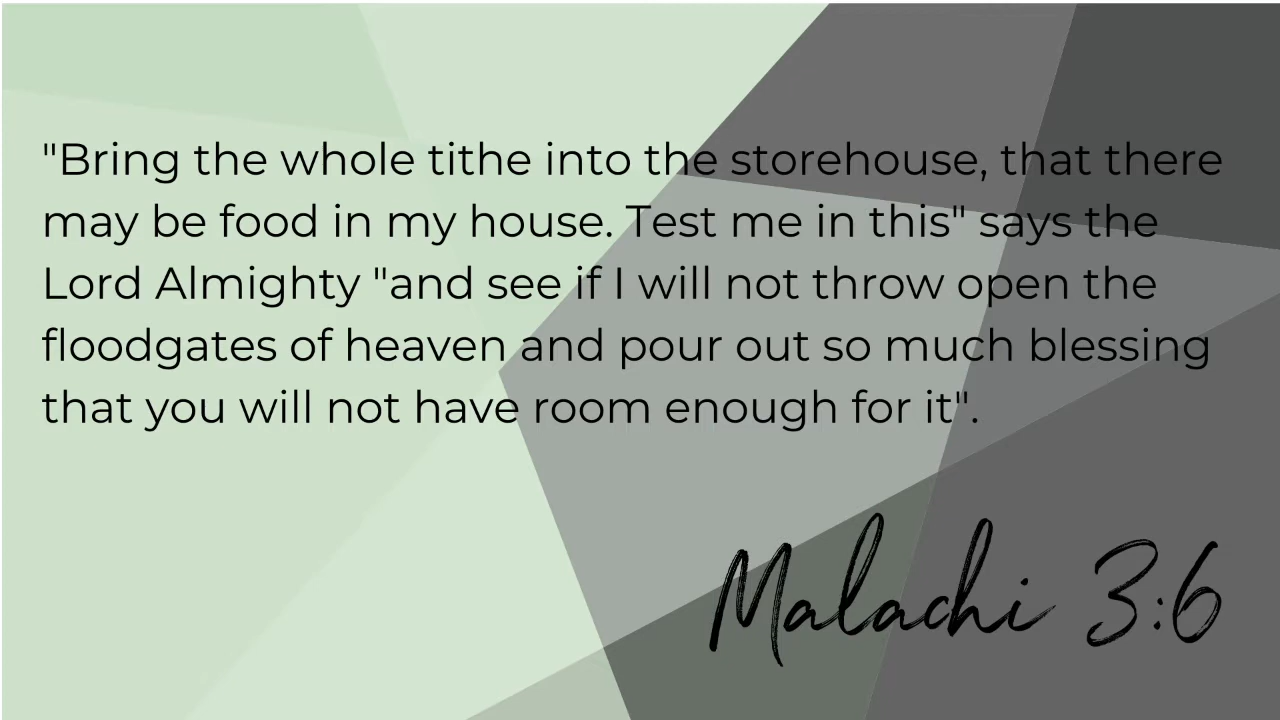 "Bring the whole tithe into the storehouse, that there
may be food in my house. Test me in this" says the
Lord Almighty "and see if I will not throw open the
floodgates of heaven and pour out so much blessing
that you will not have room enough for it".
Malachi 3:6